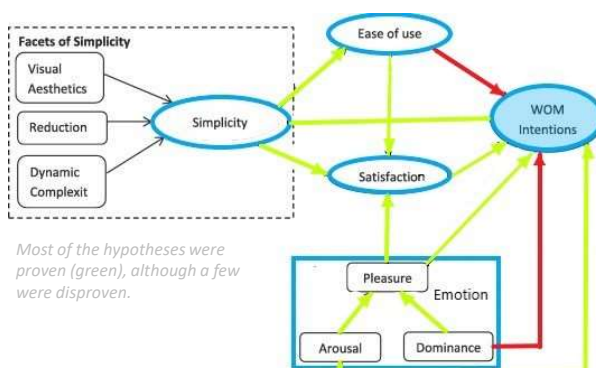 Facets of Simplicity
Visual
Aesthetics
Reduction
Dynamic
Complexit
Simplicity
Ease of use
Satisfaction
WOM
Intentions
Most of the hypotheses were
proven (green), although a few
were disproven.
Pleasure
Emotion
Arousal
Dominance